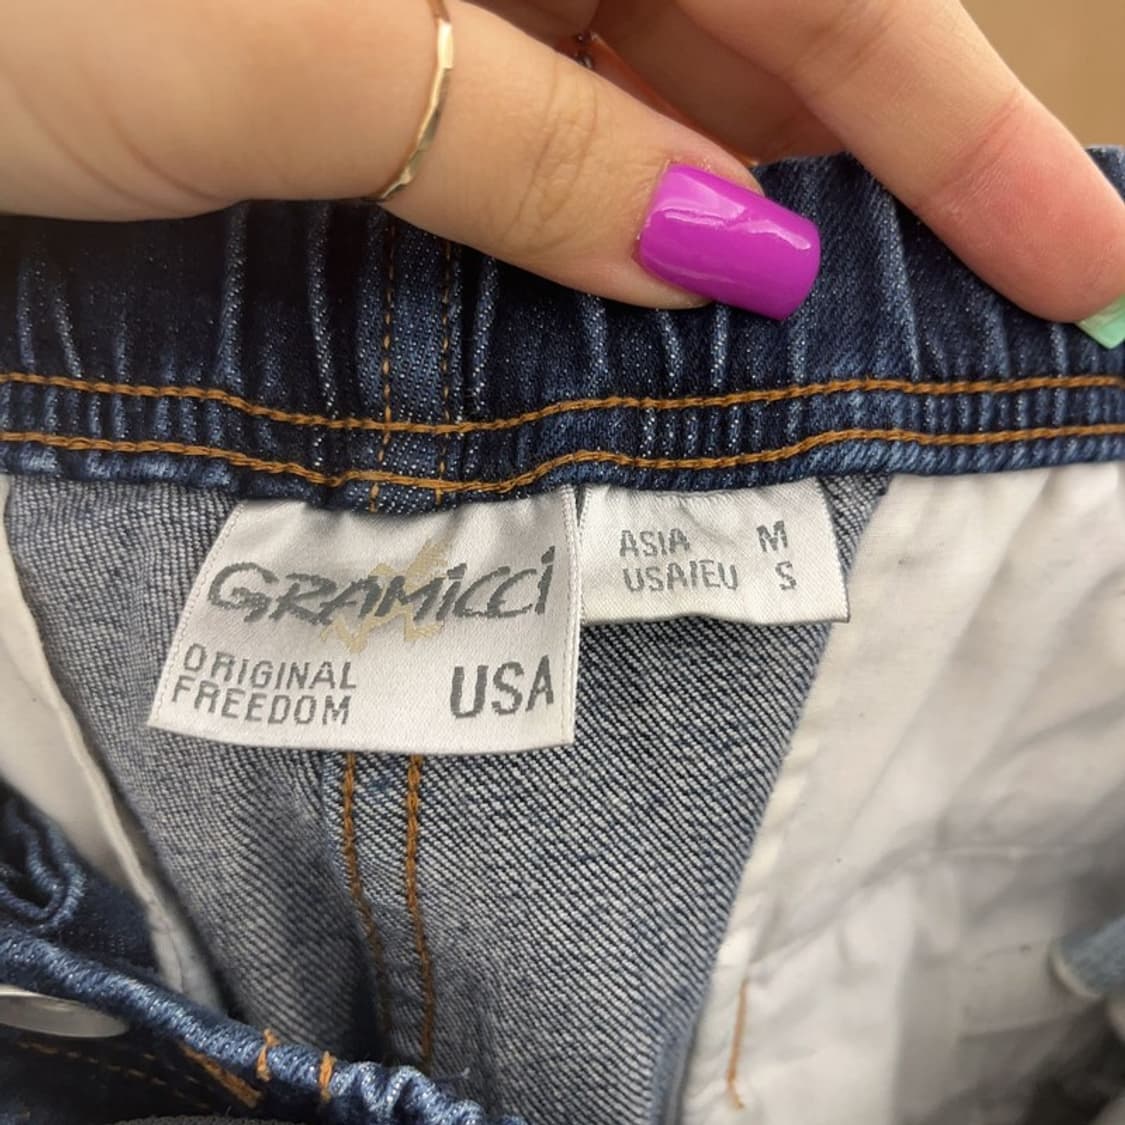 GRAMicci
ORIGINAL
FREEDOM
USA
ASIA M
USA/EU S